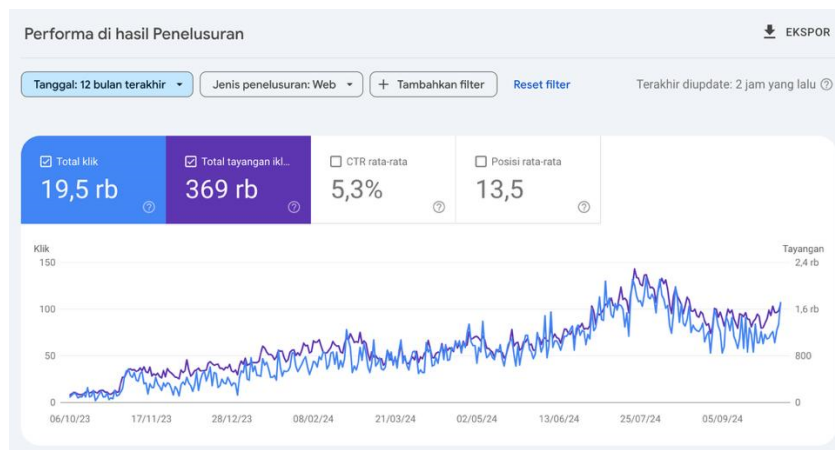 Performa di hasil Penelusuran
EKSPOR
Tanggal: 12 bulan terakhir
Jenis penelusuran: Web
+ Tambahkan filter
Reset filter
Terakhir diupdate: 2 jam yang lalu
Total klik
19,5 rb
Total tayangan ikl...
369 rb
CTR rata-rata
5,3%
Posisi rata-rata
13,5
Klik
Tayangan
150
2,4 rb
100
1,6 rb
50
800
0
0
06/10/23
17/11/23
28/12/23
08/02/24
21/03/24
02/05/24
13/06/24
25/07/24
05/09/24